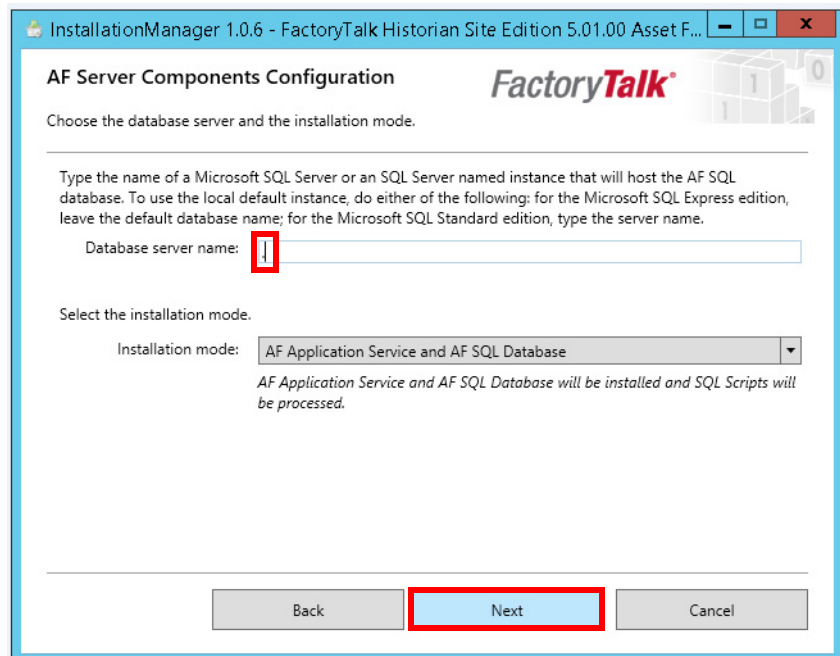 InstallationManager 1.0.6 - FactoryTalk Historian Site Edition 5.01.00 Asset F...
AF Server Components Configuration
FactoryTalk®
Choose the database server and the installation mode.
Type the name of a Microsoft SQL Server or an SQL Server named instance that will host the AF SQL
database. To use the local default instance, do either of the following: for the Microsoft SQL Express edition,
leave the default database name; for the Microsoft SQL Standard edition, type the server name.
Database server name: .
Select the installation mode.
Installation mode: AF Application Service and AF SQL Database
AF Application Service and AF SQL Database will be installed and SQL Scripts will
be processed.
Back Next Cancel